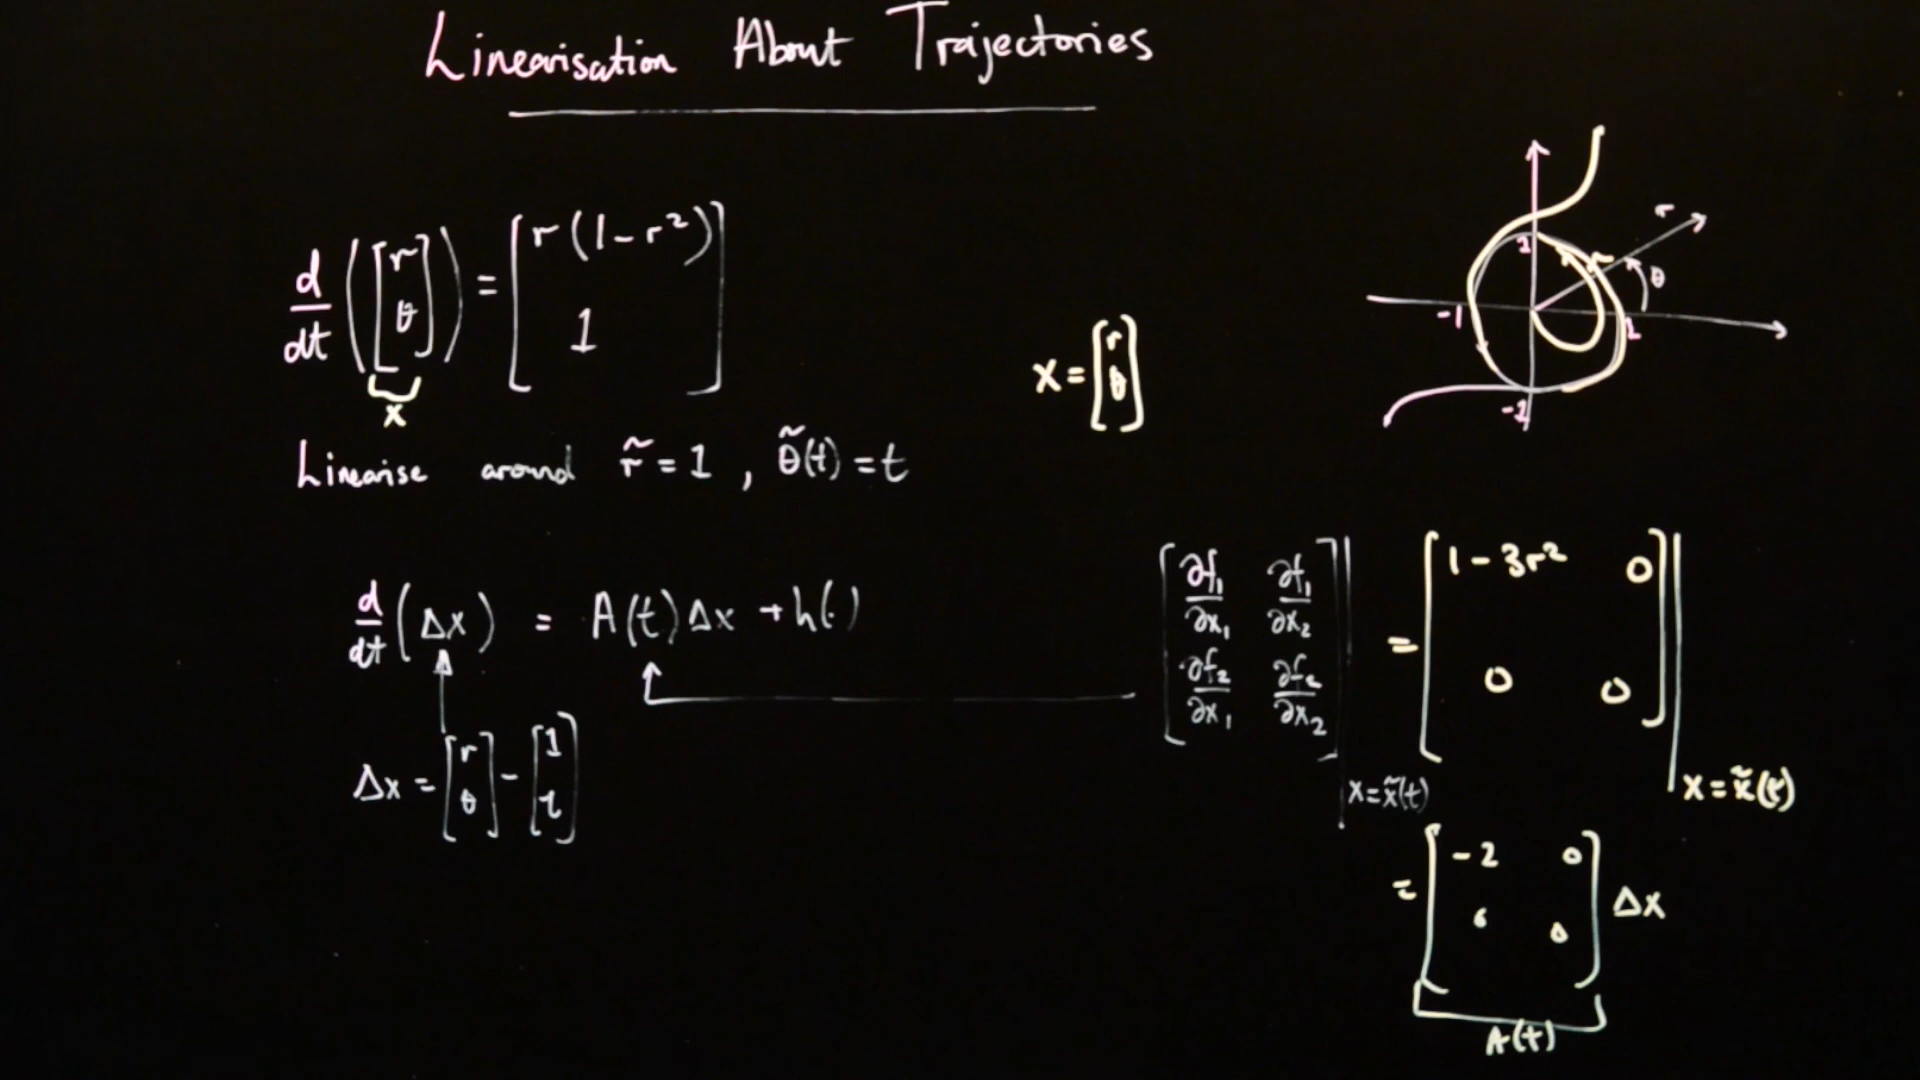 Linearisation About Trajectories
d/dt ([r θ]) = [r(1-r²) 1]
x
x = [r θ]
r
θ
1
-1
1
-1
Linearise around r̃ = 1, θ̃(t) = t
d/dt (Δx) = A(t)Δx + h(·)
Δx = [r θ] - [1 t]
[∂f₁/∂x₁ ∂f₁/∂x₂
∂f₂/∂x₁ ∂f₂/∂x₂] | x = x̃(t)
= [1-3r² 0
0 0] | x = x̃(t)
= [-2 0
0 0] Δx
A(t)